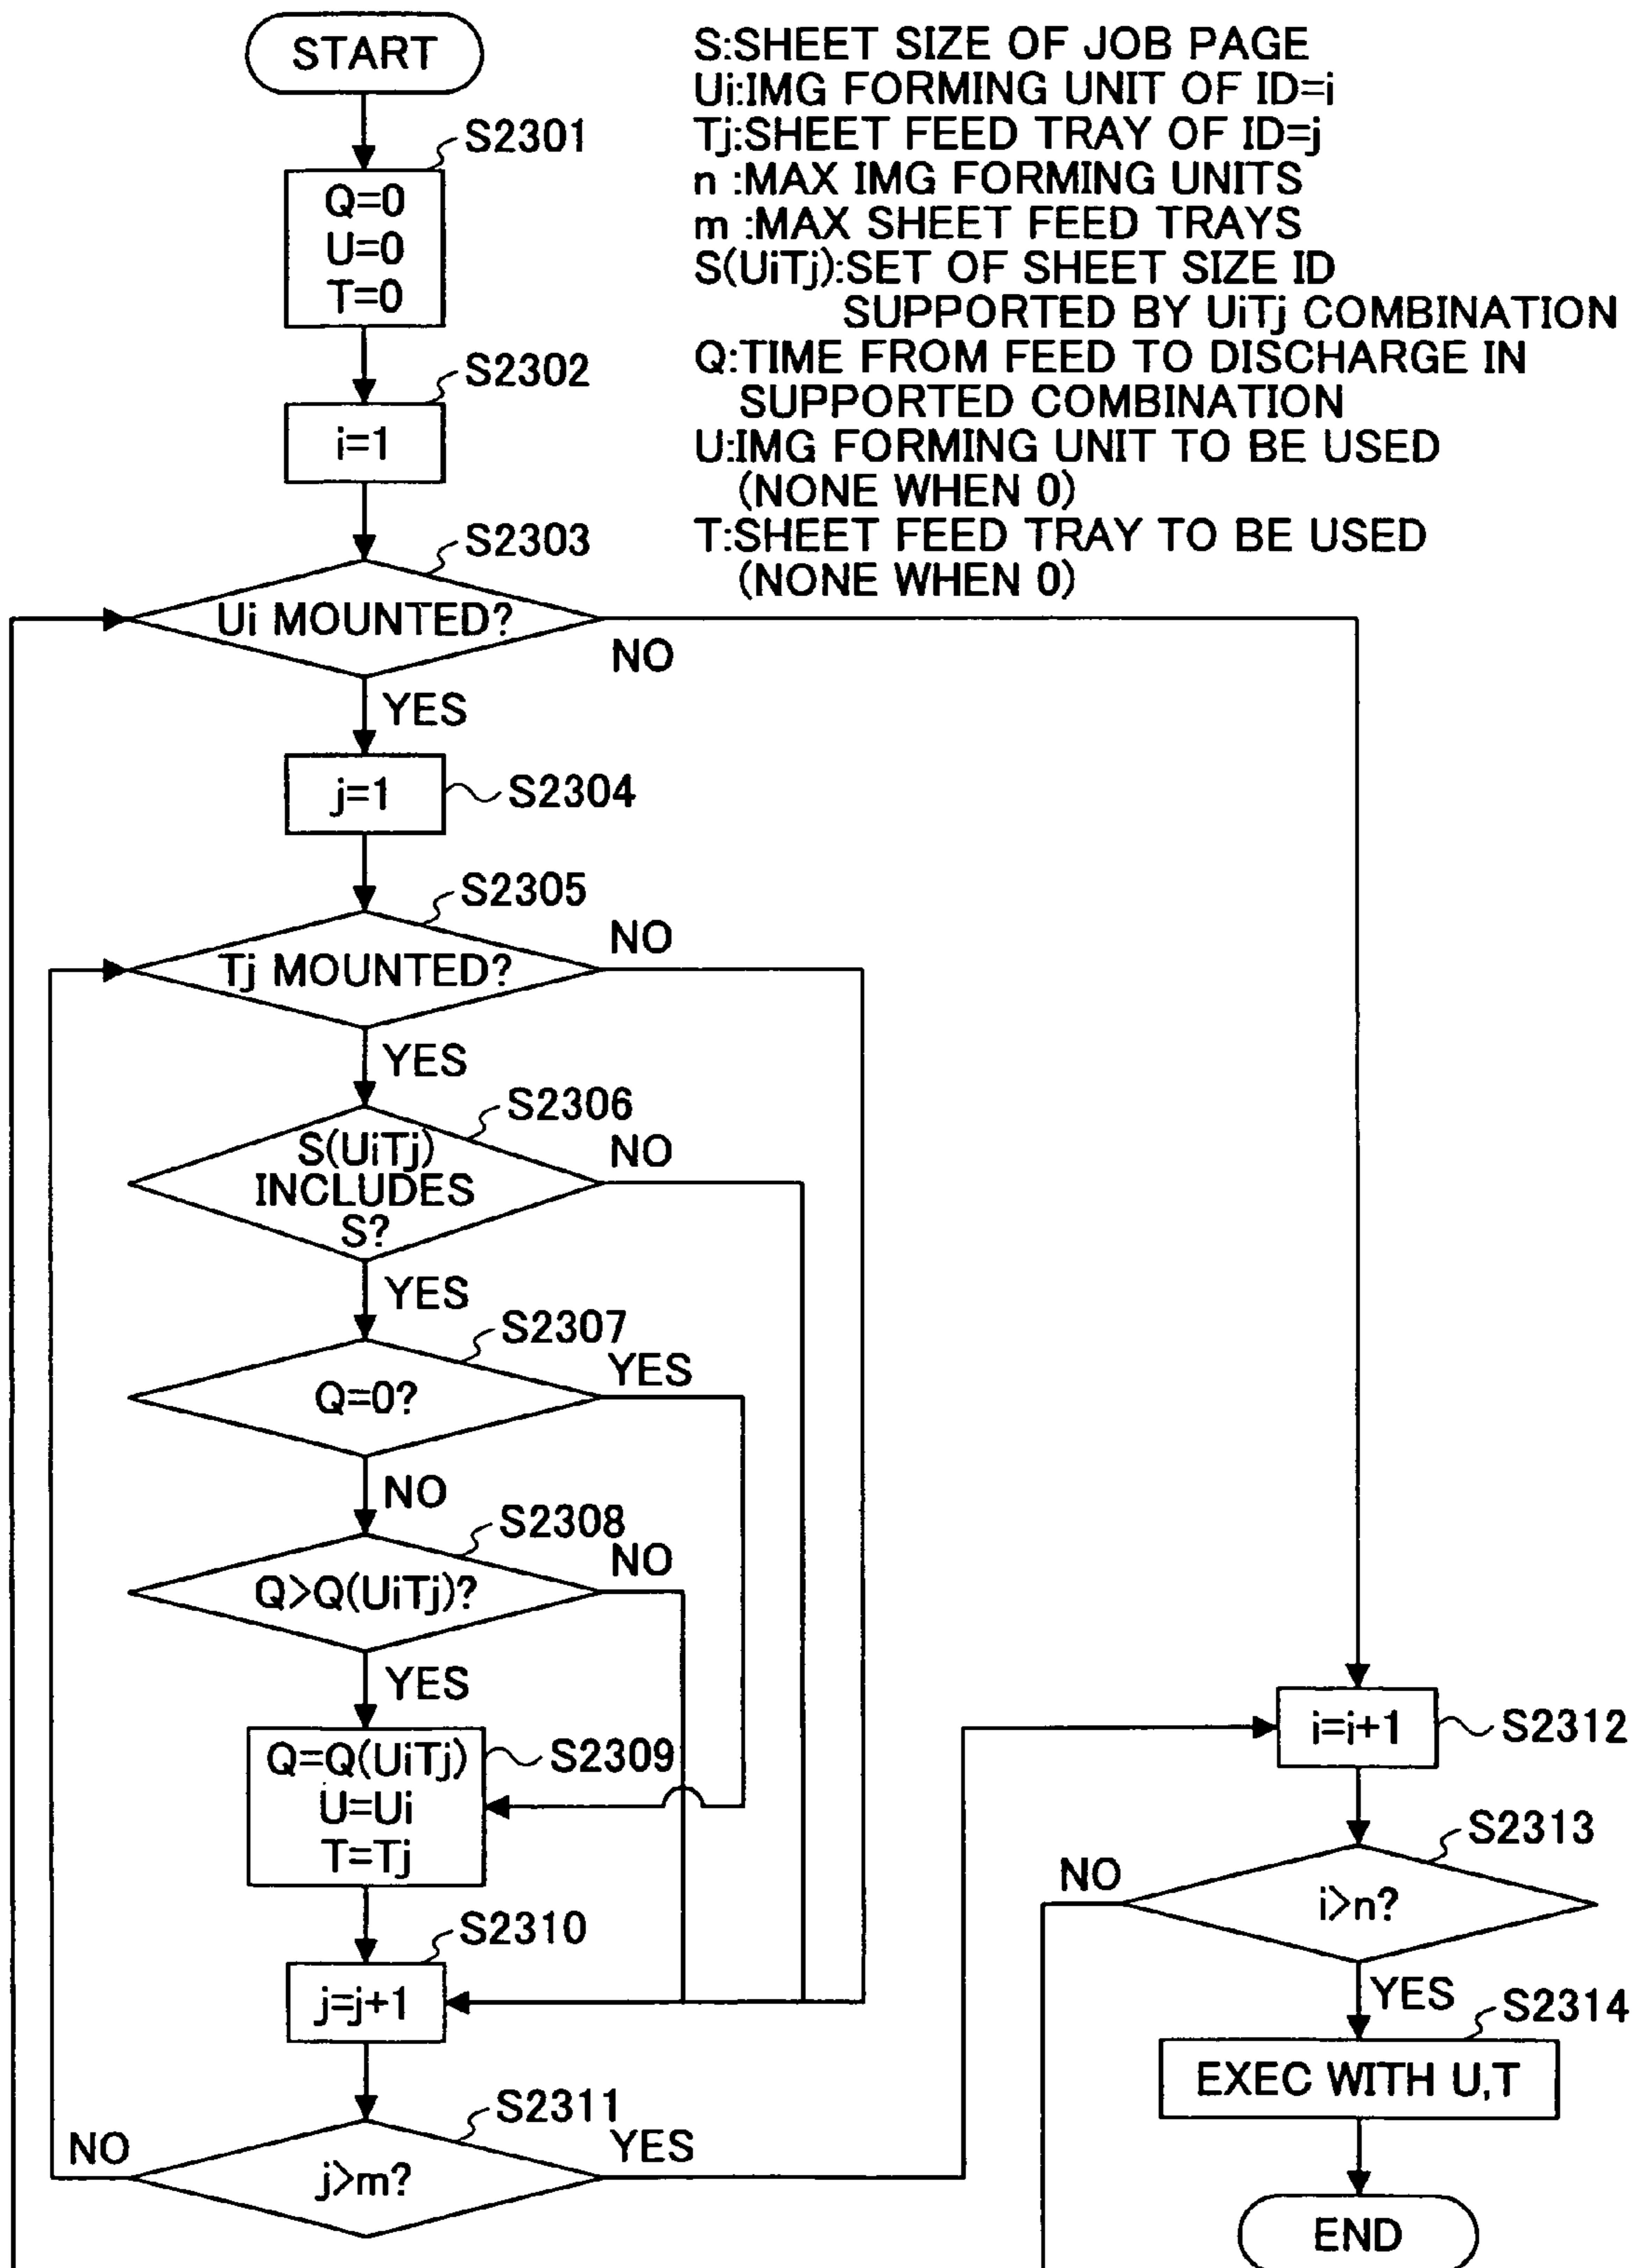 START
S:SHEET SIZE OF JOB PAGE
Ui:IMG FORMING UNIT OF ID=i
Tj:SHEET FEED TRAY OF ID=j
n :MAX IMG FORMING UNITS
m :MAX SHEET FEED TRAYS
S(UiTj):SET OF SHEET SIZE ID
SUPPORTED BY UiTj COMBINATION
Q:TIME FROM FEED TO DISCHARGE IN
SUPPORTED COMBINATION
U:IMG FORMING UNIT TO BE USED
(NONE WHEN 0)
T:SHEET FEED TRAY TO BE USED
(NONE WHEN 0)
S2301
Q=0
U=0
T=0
S2302
i=1
S2303
Ui MOUNTED?
NO
YES
j=1
S2304
S2305
Tj MOUNTED?
NO
YES
S2306
S(UiTj)
INCLUDES
S?
NO
YES
S2307
Q=0?
YES
NO
S2308
Q>Q(UiTj)?
NO
YES
Q=Q(UiTj)
U=Ui
T=Tj
S2309
S2310
j=j+1
S2311
j>m?
NO
YES
i=i+1
S2312
S2313
i>n?
NO
YES
S2314
EXEC WITH U,T
END